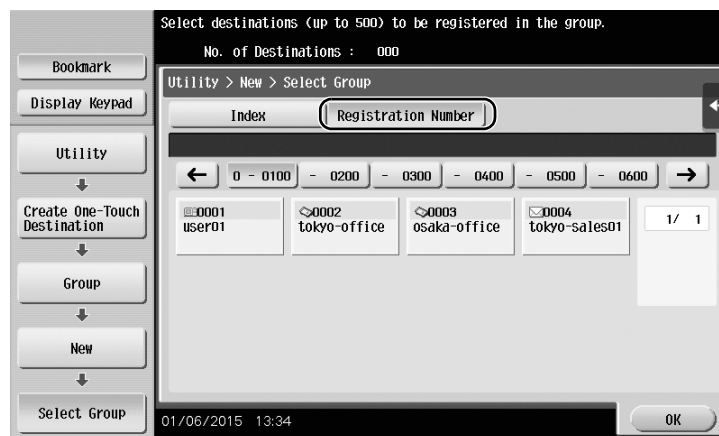 Select destinations (up to 500) to be registered in the group.
No. of Destinations : 000
Bookmark
Display Keypad
Utility
Create One-Touch
Destination
Group
New
Select Group
Utility > New > Select Group
Index
Registration Number
0 - 0100
- 0200
- 0300
- 0400
- 0500
- 0600
0001
user01
0002
tokyo-office
0003
osaka-office
0004
tokyo-sales01
1/ 1
01/06/2015 13:34
OK